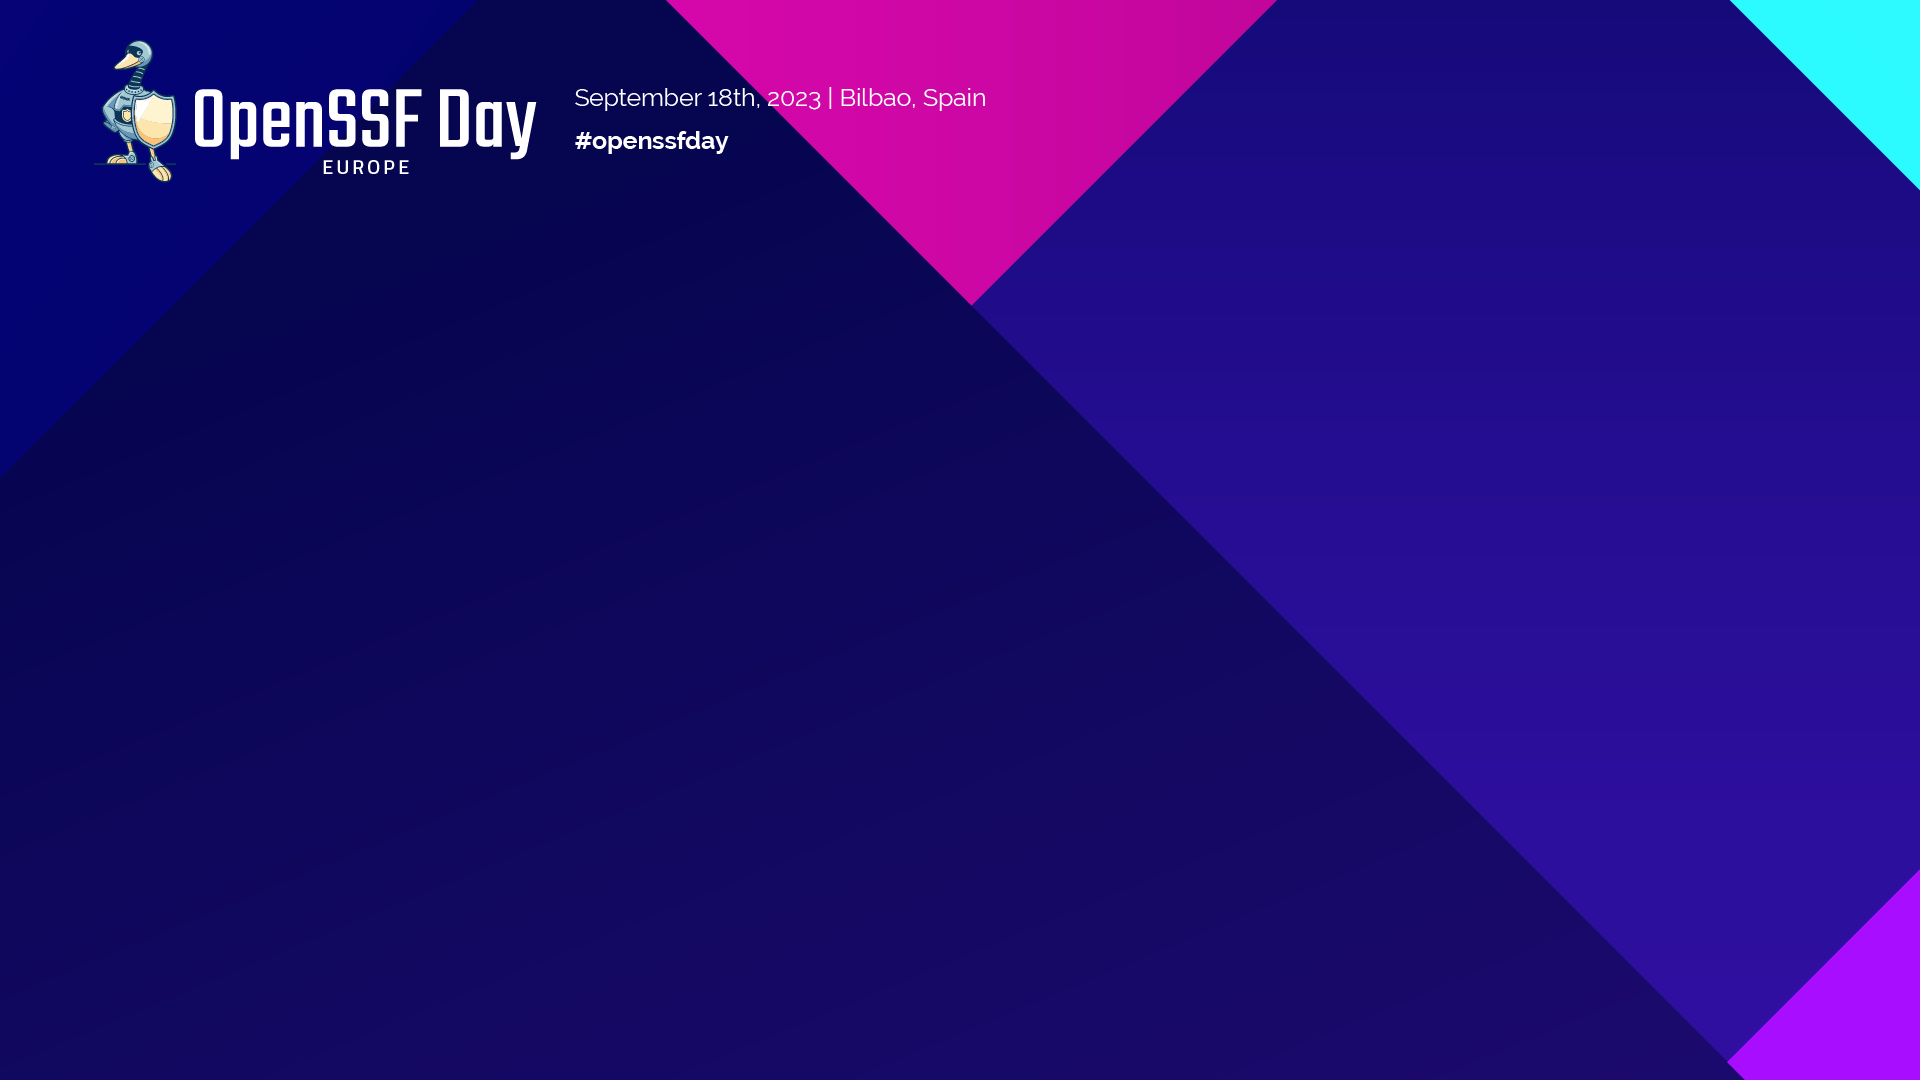 OpenSSF Day
EUROPE
September 18th, 2023 | Bilbao, Spain
#openssfday